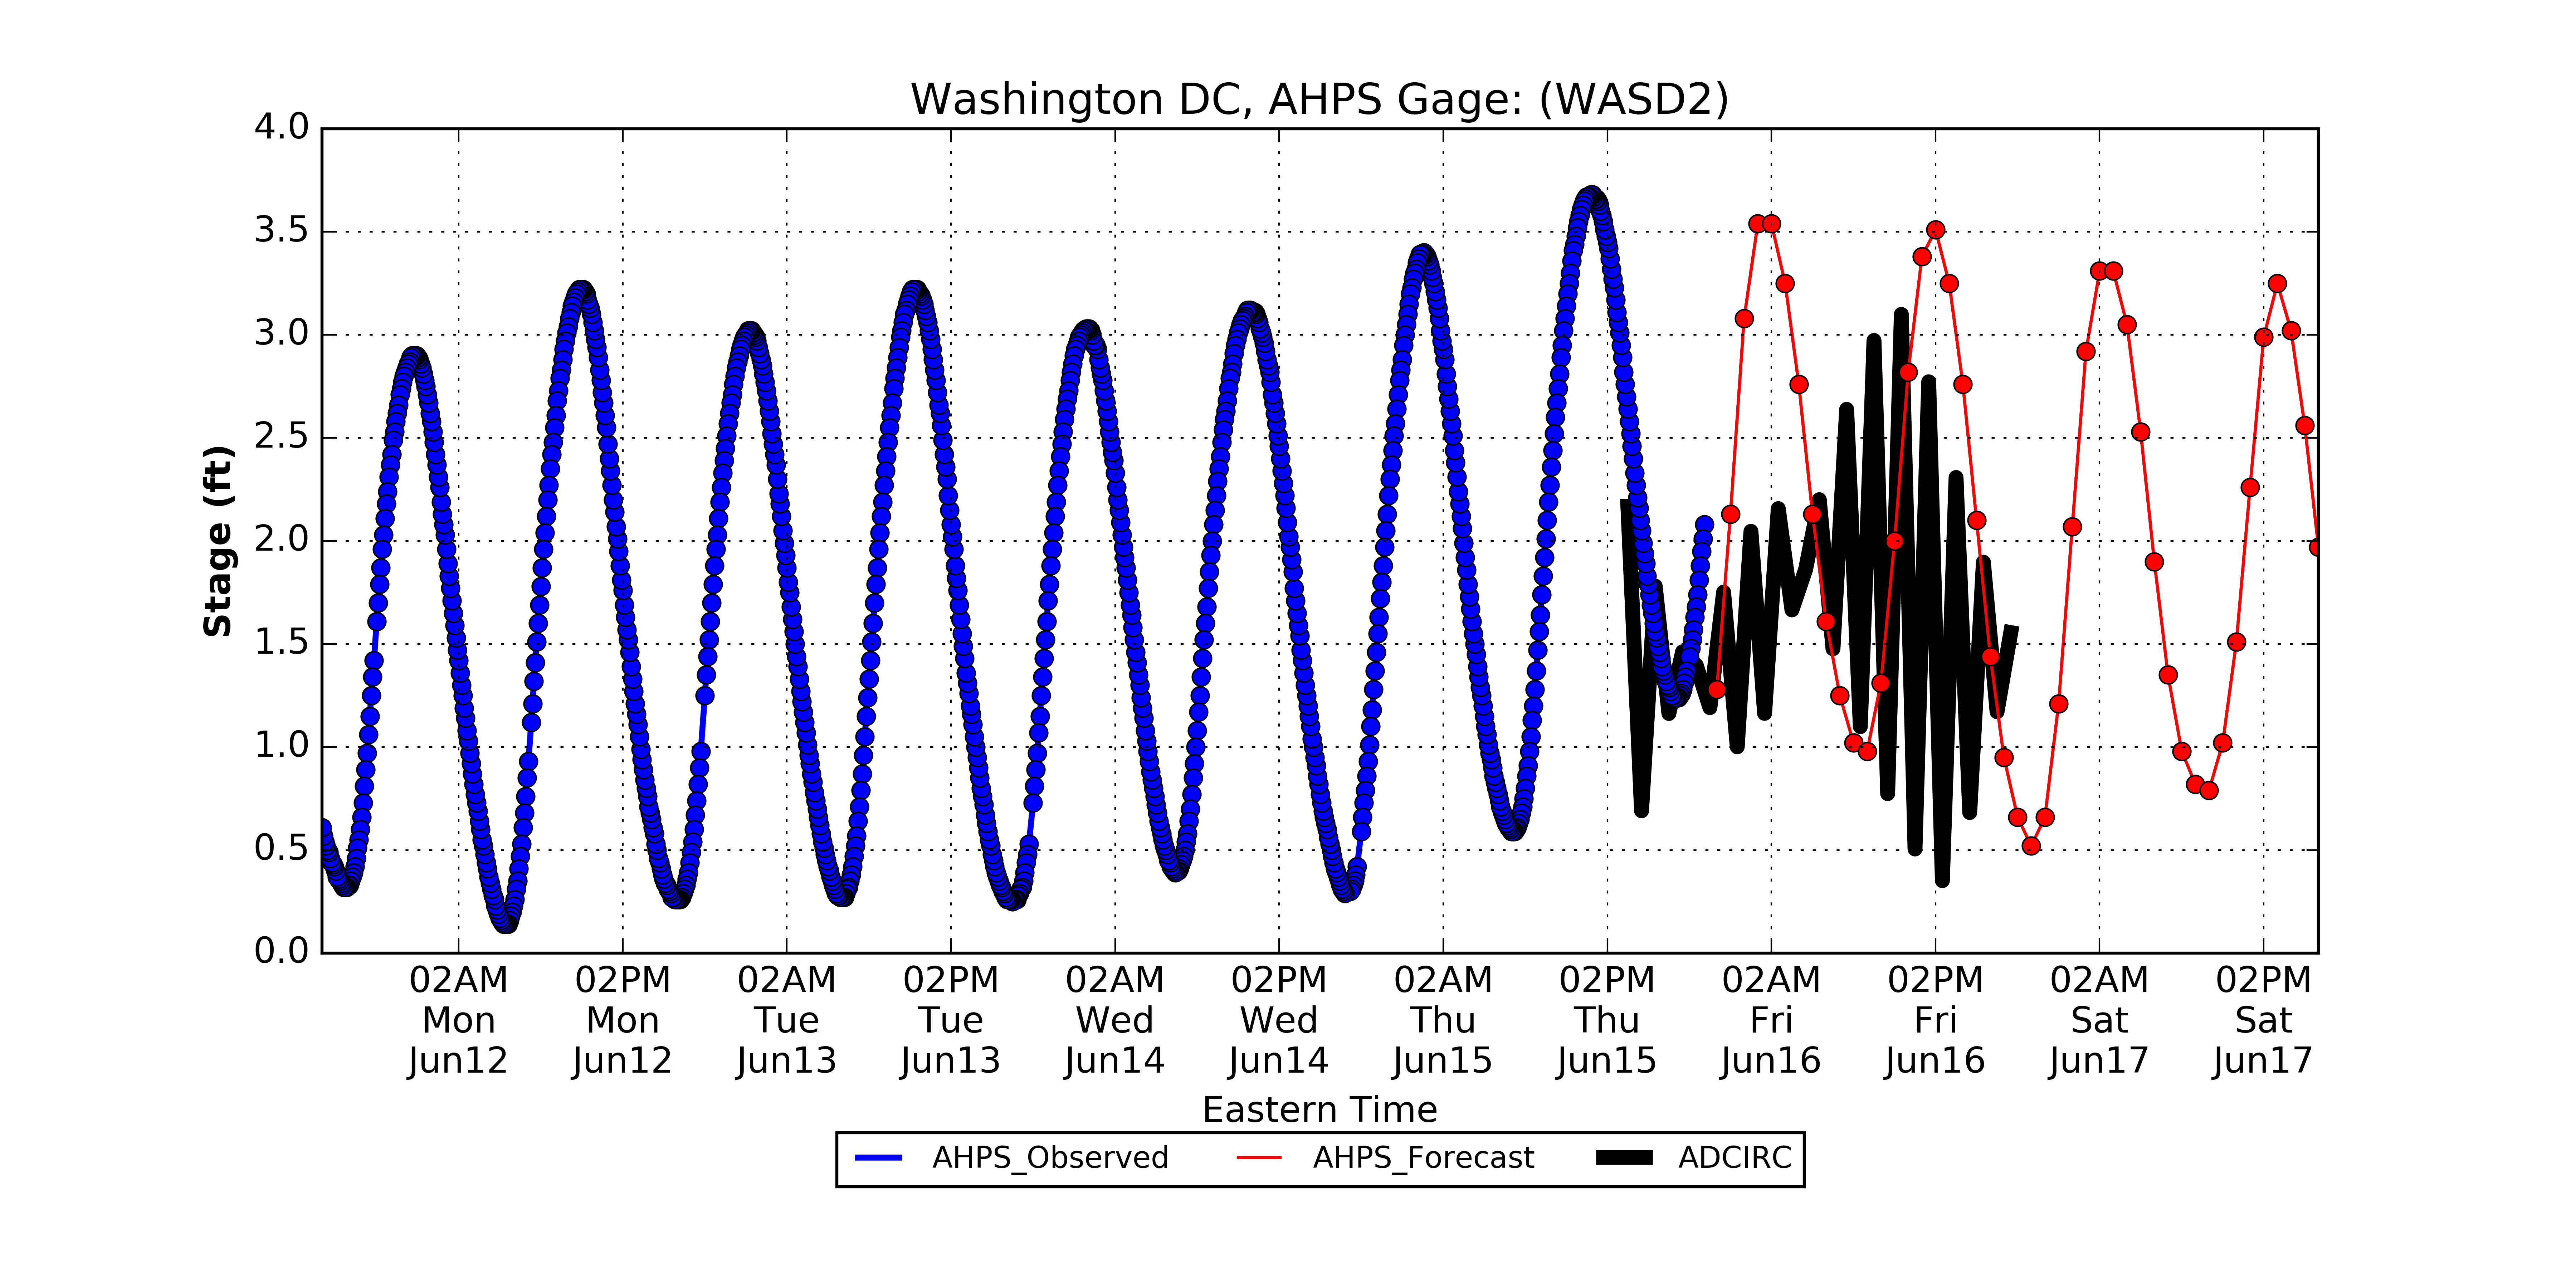 Washington DC, AHPS Gage: (WASD2)
4.0
3.5
3.0
2.5
2.0
1.5
1.0
0.5
0.0
Stage (ft)
02AM 02PM 02AM 02PM 02AM 02PM 02AM 02PM 02AM 02PM 02AM 02PM
Mon Mon Tue Tue Wed Wed Thu Thu Fri Fri Sat Sat
Jun12 Jun12 Jun13 Jun13 Jun14 Jun14 Jun15 Jun15 Jun16 Jun16 Jun17 Jun17
Eastern Time
AHPS_Observed AHPS_Forecast ADCIRC